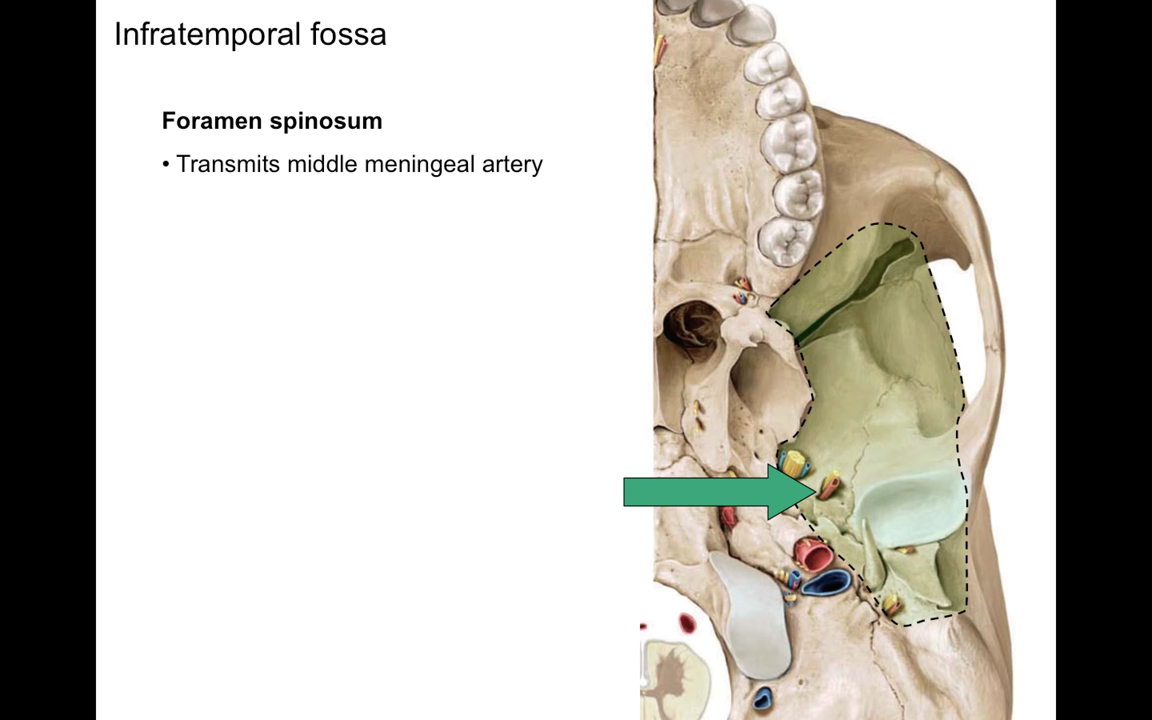 Infratemporal fossa
Foramen spinosum
• Transmits middle meningeal artery